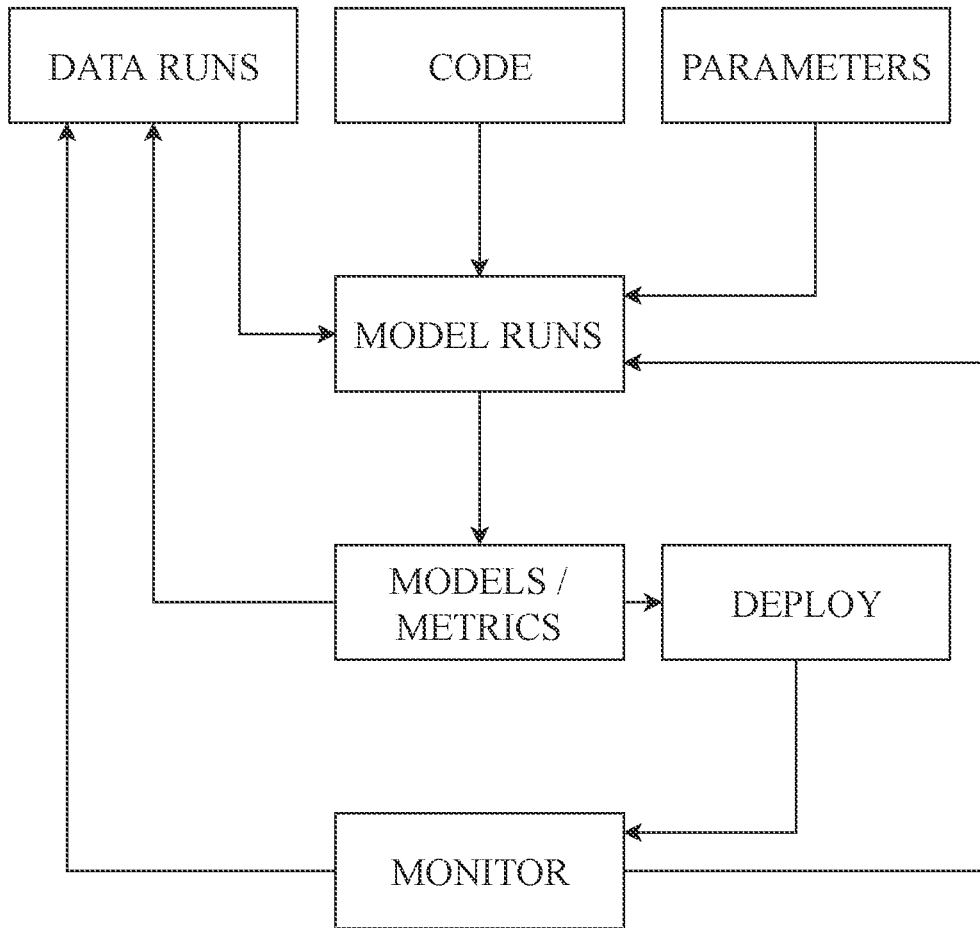 DATA RUNS
CODE
PARAMETERS
MODEL RUNS
MODELS /
METRICS
DEPLOY
MONITOR